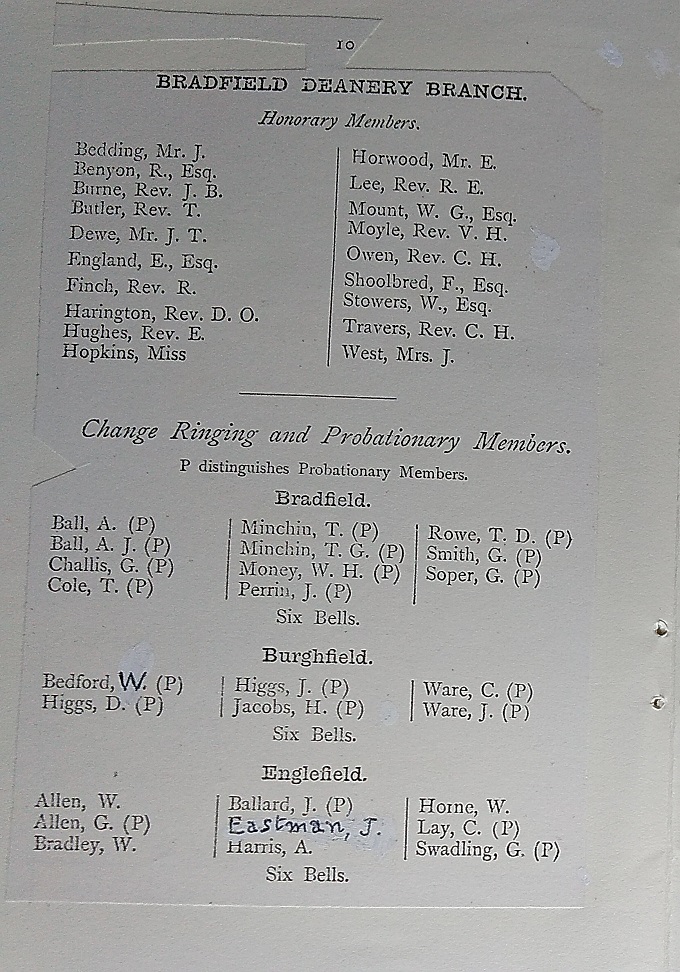 10
BRADFIELD DEANERY BRANCH.
Honorary Members.
Bedding, Mr. J.
Benyon, R., Esq.
Burne, Rev. J. B.
Butler, Rev. T.
Dewe, Mr. J. T.
England, E., Esq.
Finch, Rev. R.
Harington, Rev. D. O.
Hughes, Rev. E.
Hopkins, Miss
Horwood, Mr. E.
Lee, Rev. R. E.
Mount, W. G., Esq.
Moyle, Rev. V. H.
Owen, Rev. C. H.
Shoolbred, F., Esq.
Stowers, W., Esq.
Travers, Rev. C. H.
West, Mrs. J.
Change Ringing and Probationary Members.
P distinguishes Probationary Members.
Bradfield.
Ball, A. (P)
Ball, A. J. (P)
Challis, G. (P)
Cole, T. (P)
Minchin, T. (P)
Minchin, T. G. (P)
Money, W. H. (P)
Perrin, J. (P)
Rowe, T. D. (P)
Smith, G. (P)
Soper, G. (P)
Six Bells.
Burghfield.
Bedford, W. (P)
Higgs, D. (P)
Higgs, J. (P)
Jacobs, H. (P)
Ware, C. (P)
Ware, J. (P)
Six Bells.
Englefield.
Allen, W.
Allen, G. (P)
Bradley, W.
Ballard, J. (P)
Eastman, J.
Harris, A.
Horne, W.
Lay, C. (P)
Swadling, G. (P)
Six Bells.